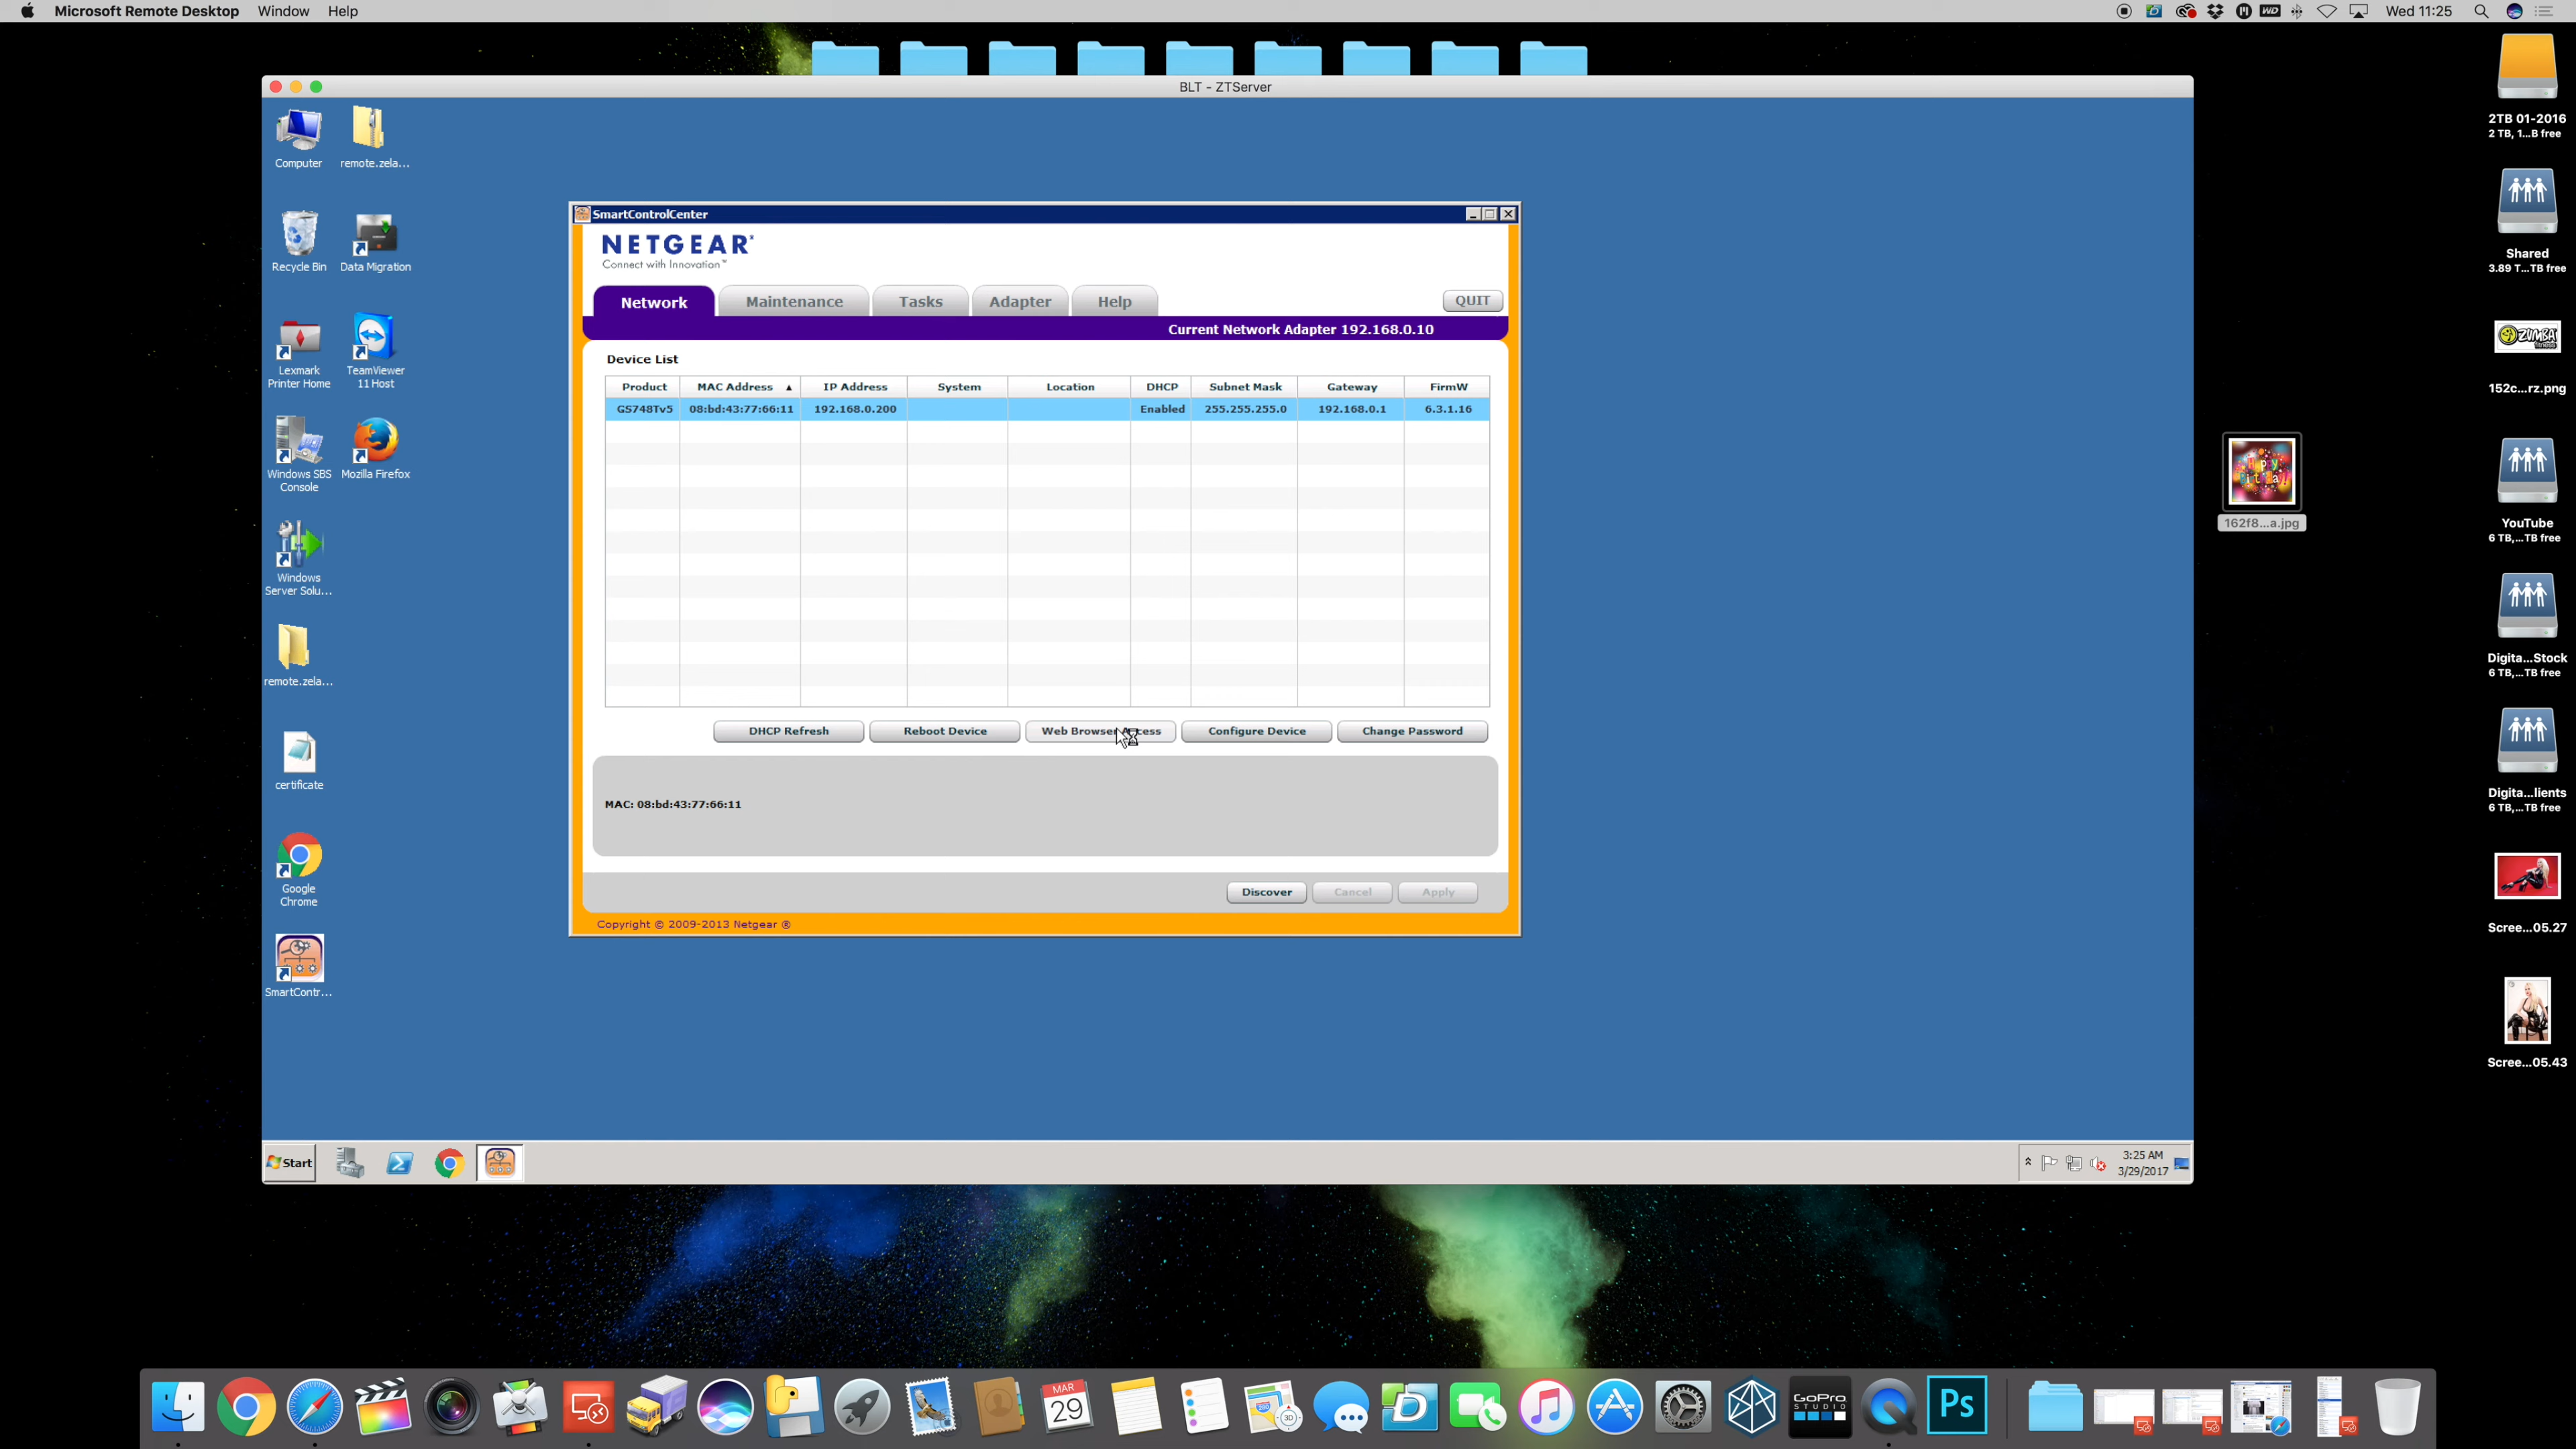 Microsoft Remote Desktop Window Help
Wed 11:25
BLT - ZTServer
Computer
remote.zela...
Recycle Bin
Data Migration
Lexmark
Printer Home
TeamViewer
11 Host
Windows SBS
Console
Mozilla Firefox
Windows
Server Solu...
remote.zela...
certificate
Google
Chrome
SmartContr...
SmartControlCenter
NETGEAR
Connect with Innovation™
Network Maintenance Tasks Adapter Help QUIT
Current Network Adapter 192.168.0.10
Device List
Product MAC Address IP Address System Location DHCP Subnet Mask Gateway FirmW
GS748Tv5 08:bd:43:77:66:11 192.168.0.200 Enabled 255.255.255.0 192.168.0.1 6.3.1.16
DHCP Refresh Reboot Device Web Browser Configure Device Change Password
MAC: 08:bd:43:77:66:11
Discover Cancel Apply
Copyright © 2009-2013 Netgear ®
Start
3:25 AM
3/29/2017
2TB 01-2016
2 TB, 1...B free
Shared
3.89 T...TB free
ZUMBA
fitness
152c...rz.png
162f8...a.jpg
YouTube
6 TB,...TB free
Digita...Stock
6 TB,...TB free
Digita...lients
6 TB,...TB free
Scree...05.27
Scree...05.43
MAR
29
GoPro
STUDIO
Ps